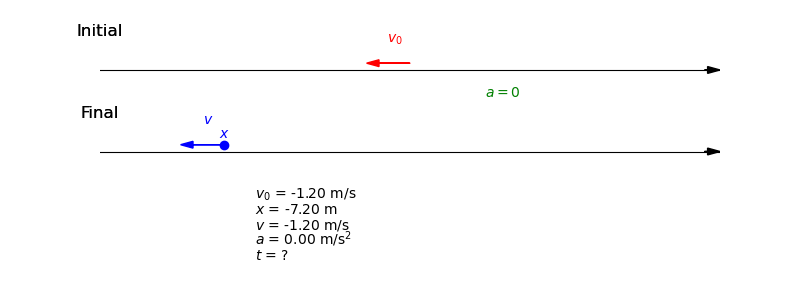 Initial
v₀
a = 0
Final
v
x
v₀ = -1.20 m/s
x = -7.20 m
v = -1.20 m/s
a = 0.00 m/s²
t = ?